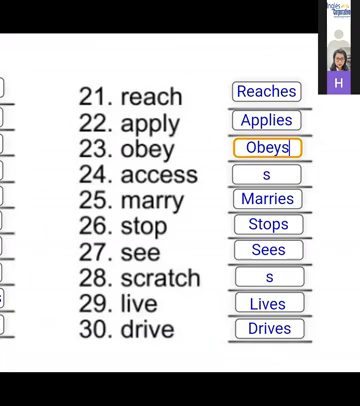 Ingles
21. reach Reaches
22. apply Applies
23. obey Obeys
24. access s
25. marry Marries
26. stop Stops
27. see Sees
28. scratch s
29. live Lives
30. drive Drives
H
s